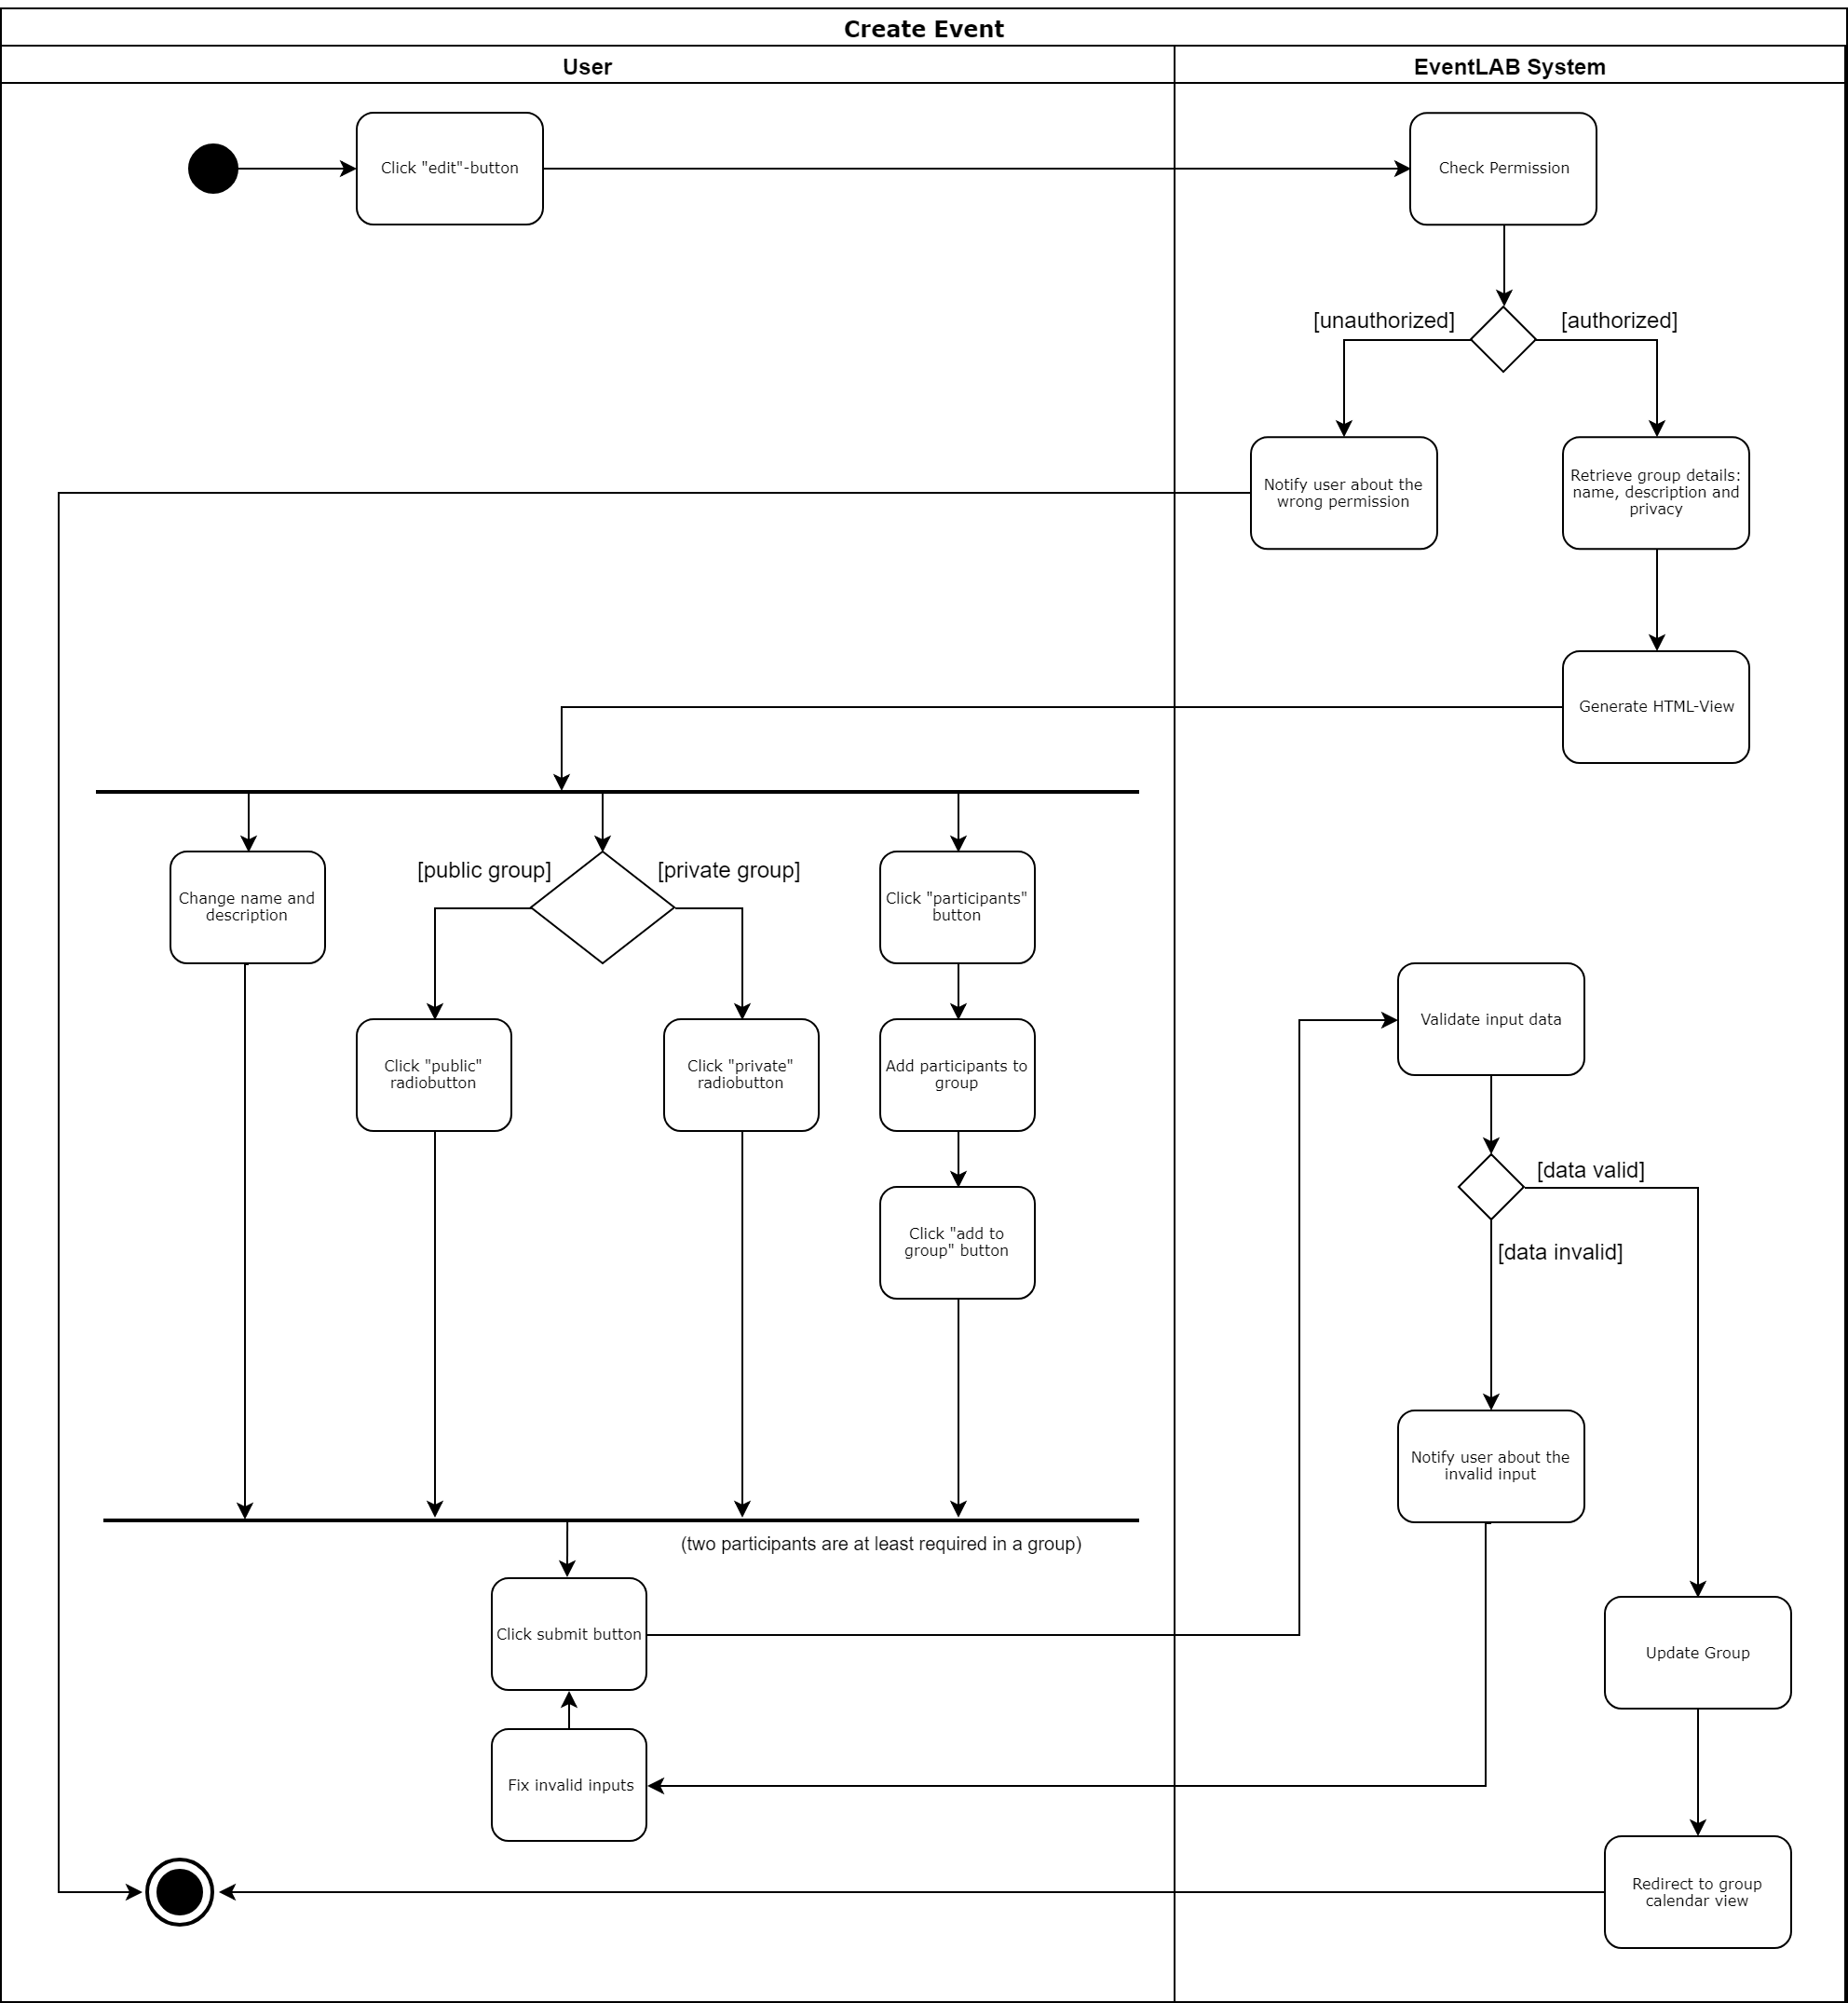 Create Event
User
EventLAB System
Click "edit"-button
Check Permission
[unauthorized]
[authorized]
Notify user about the
wrong permission
Retrieve group details:
name, description and
privacy
Generate HTML-View
[public group]
[private group]
Change name and
description
Click "participants"
button
Click "public"
radiobutton
Click "private"
radiobutton
Add participants to
group
Validate input data
[data valid]
Click "add to
group" button
[data invalid]
Notify user about the
invalid input
(two participants are at least required in a group)
Click submit button
Update Group
Fix invalid inputs
Redirect to group
calendar view